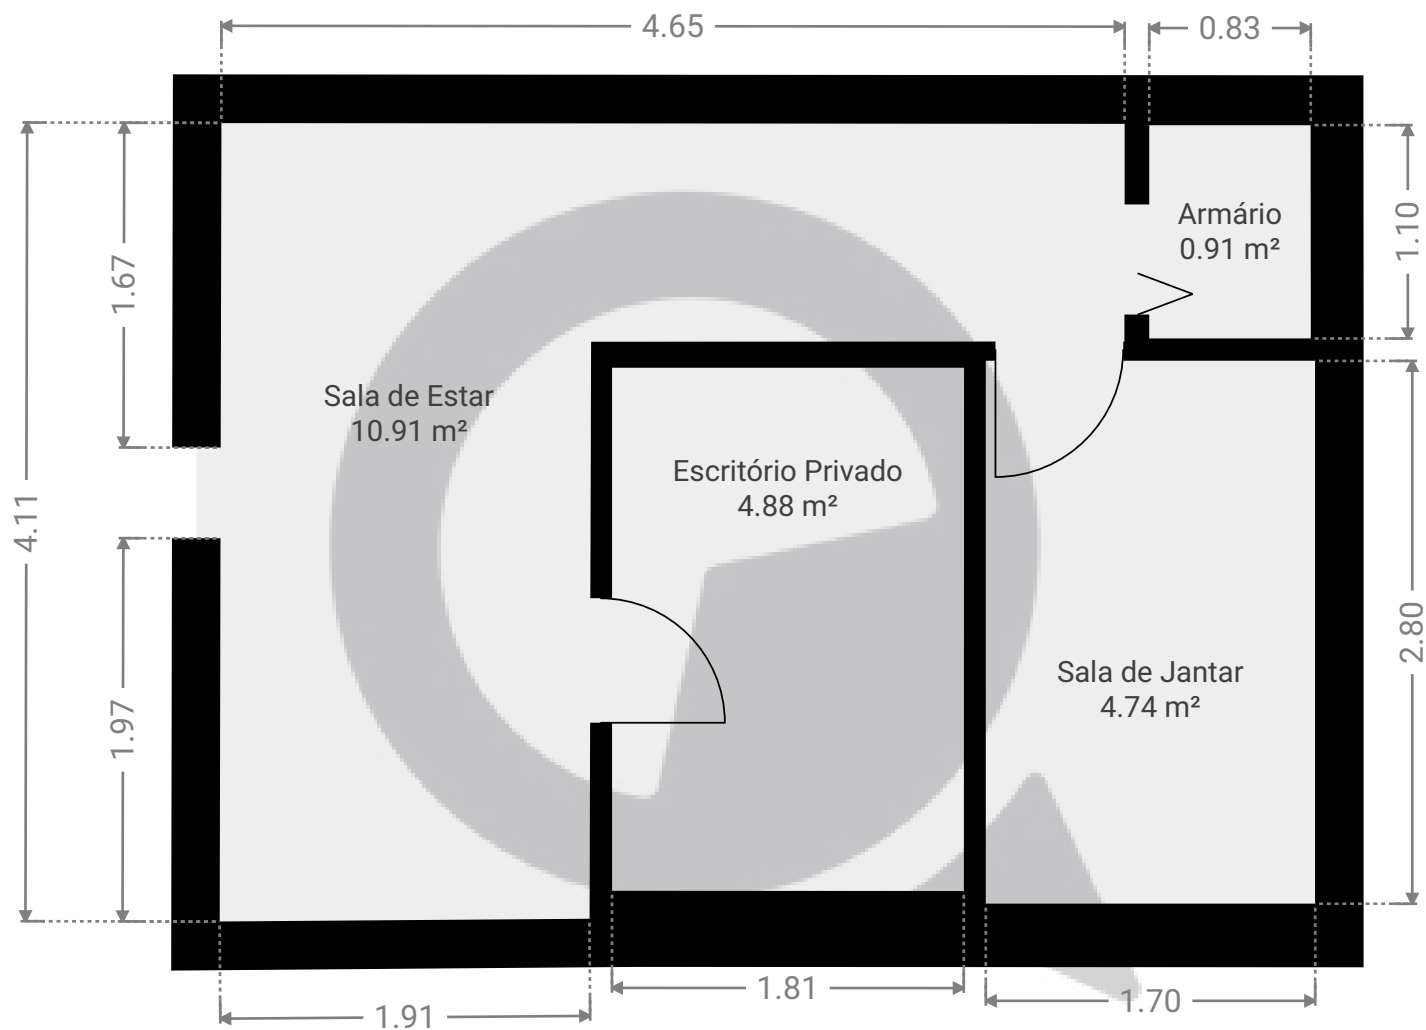 4.65
0.83
4.11
1.67
1.10
Armário
0.91 m²
Sala de Estar
10.91 m²
Escritório Privado
4.88 m²
2.80
Sala de Jantar
4.74 m²
1.97
1.81
1.70
1.91